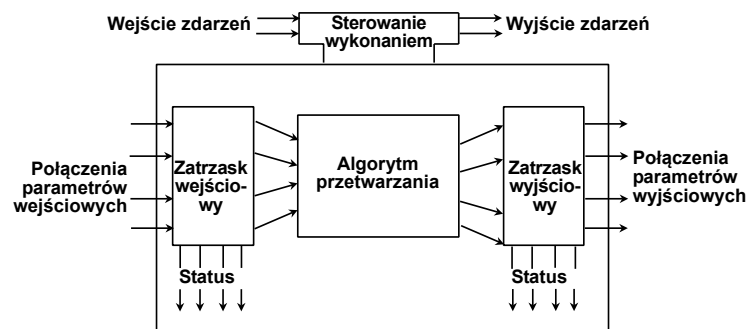 Wejście zdarzeń
Sterowanie
wykonaniem
Wyjście zdarzeń
Połączenia
parametrów
wejściowych
Zatrzask
wejścio-
wy
Algorytm
przetwarzania
Zatrzask
wyjścio-
wy
Połączenia
parametrów
wyjściowych
Status
Status